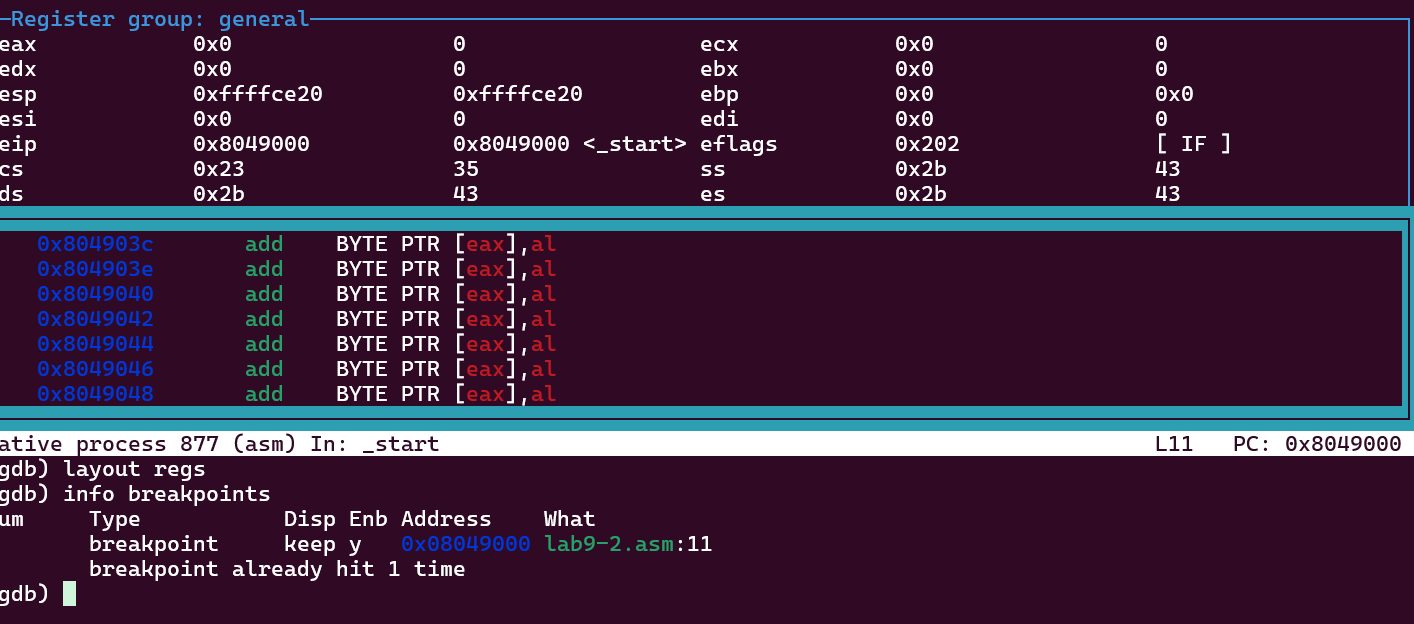 Register group: general
eax 0x0 0 ecx 0x0 0
edx 0x0 0 ebx 0x0 0
esp 0xffffce20 0xffffce20 ebp 0x0 0x0
esi 0x0 0 edi 0x0 0
eip 0x8049000 0x8049000 <_start> eflags 0x202 [ IF ]
cs 0x23 35 ss 0x2b 43
ds 0x2b 43 es 0x2b 43
0x804903c add BYTE PTR [eax],al
0x804903e add BYTE PTR [eax],al
0x8049040 add BYTE PTR [eax],al
0x8049042 add BYTE PTR [eax],al
0x8049044 add BYTE PTR [eax],al
0x8049046 add BYTE PTR [eax],al
0x8049048 add BYTE PTR [eax],al
ative process 877 (asm) In: _start L11 PC: 0x8049000
gdb) layout regs
gdb) info breakpoints
um Type Disp Enb Address What
breakpoint keep y 0x08049000 lab9-2.asm:11
breakpoint already hit 1 time
gdb)